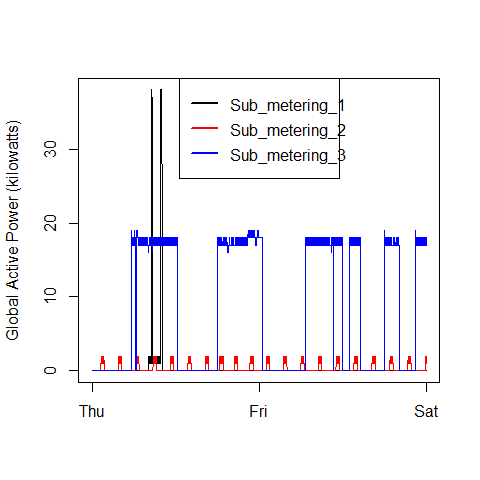 Sub_metering_1
Sub_metering_2
Sub_metering_3
Global Active Power (kilowatts)
30
20
10
0
Thu Fri Sat